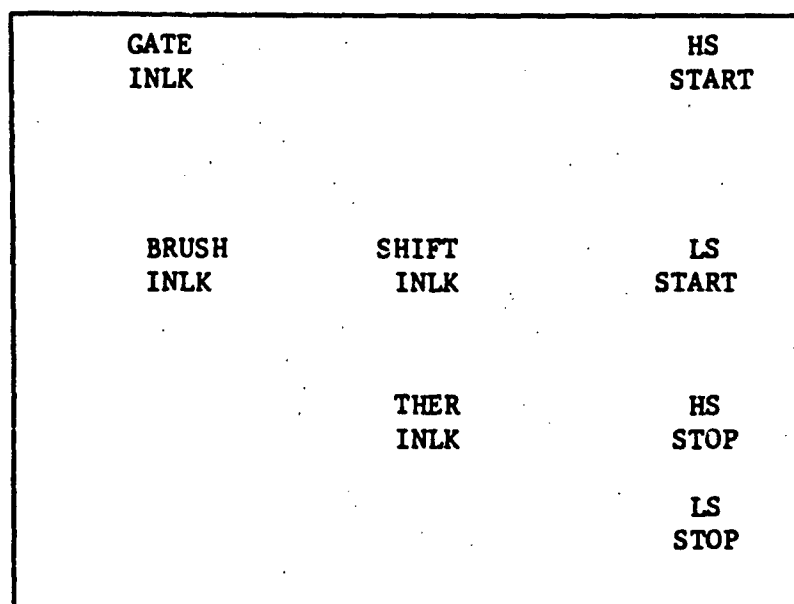 GATE HS
INLK START
BRUSH SHIFT LS
INLK INLK START
THER HS
INLK STOP
LS
STOP